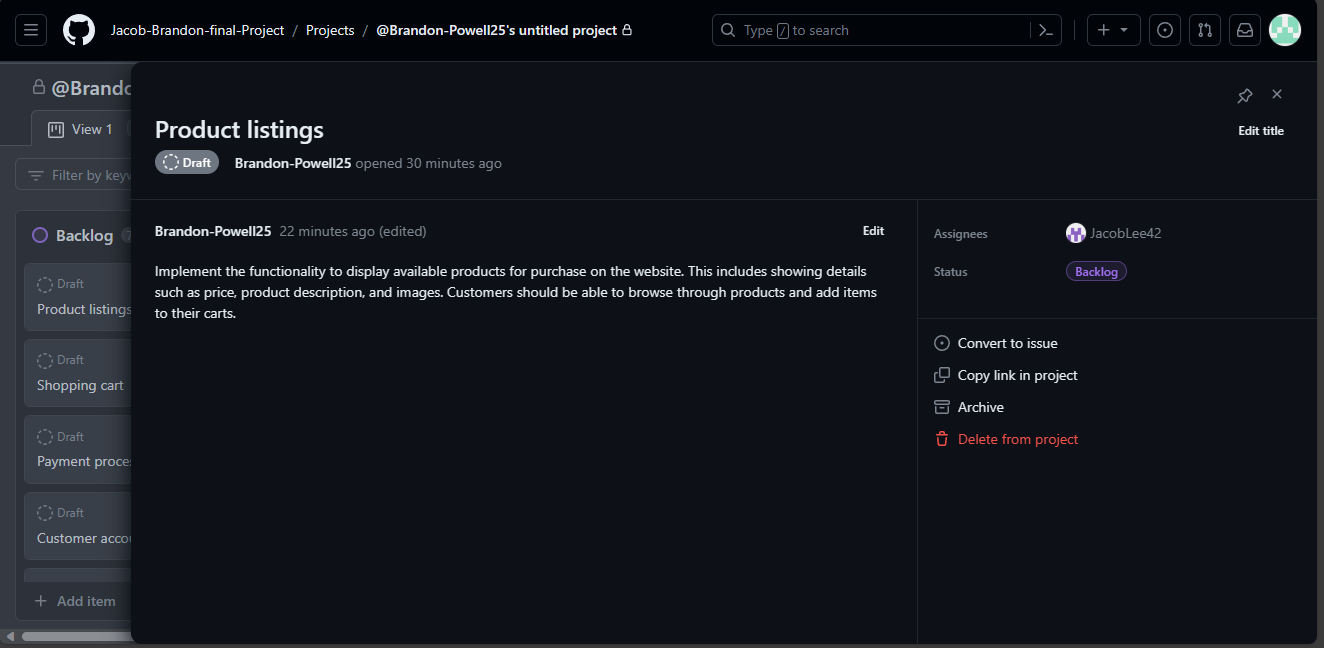 Jacob-Brandon-final-Project / Projects / @Brandon-Powell25's untitled project
Type / to search
@Brando
View 1
Filter by keyw
Backlog 7
Draft
Product listings
Draft
Shopping cart
Draft
Payment proces
Draft
Customer accou
Add item
Product listings
Edit title
Draft Brandon-Powell25 opened 30 minutes ago
Brandon-Powell25 22 minutes ago (edited)
Edit
Implement the functionality to display available products for purchase on the website. This includes showing details
such as price, product description, and images. Customers should be able to browse through products and add items
to their carts.
Assignees JacobLee42
Status Backlog
Convert to issue
Copy link in project
Archive
Delete from project